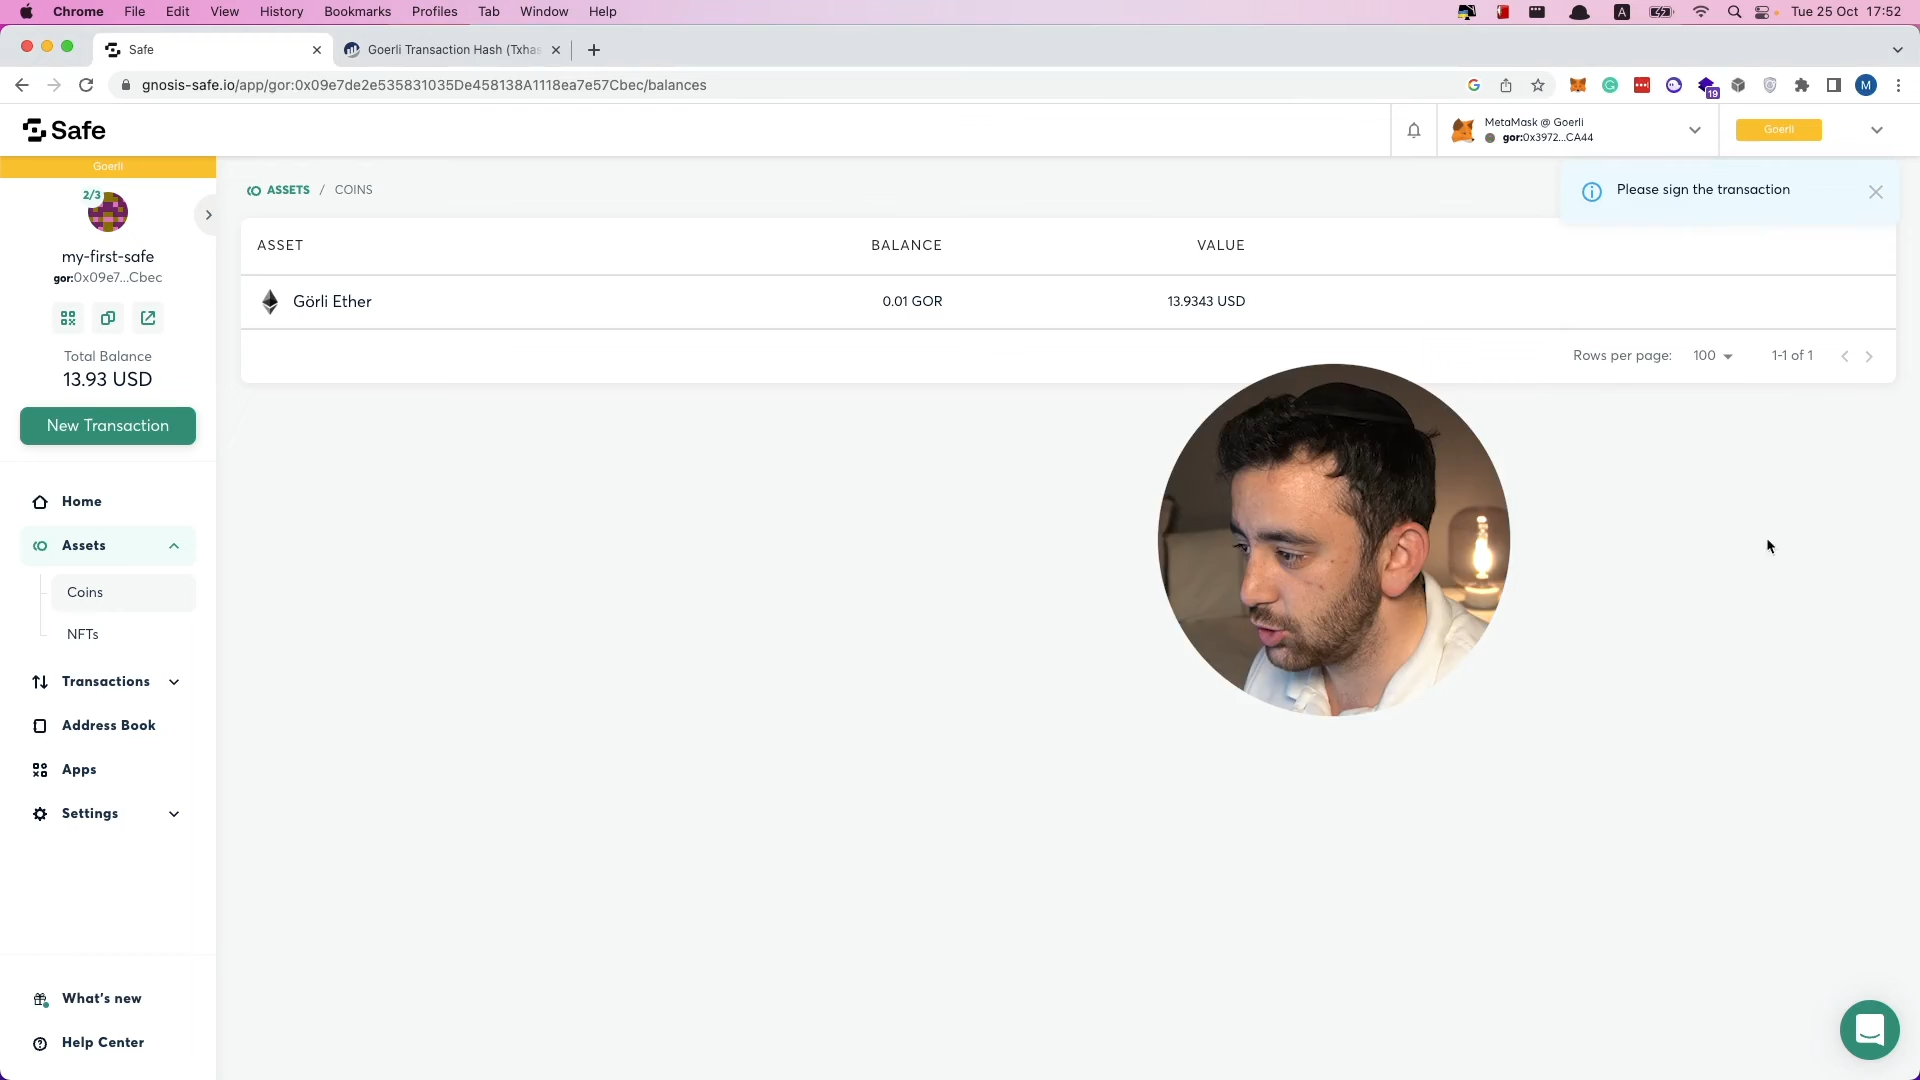 Chrome File Edit View History Bookmarks Profiles Tab Window Help A Tue 25 Oct 17:52
Safe Goerli Transaction Hash (Txhas
gnosis-safe.io/app/gor:0x09e7de2e535831035De458138A1118ea7e57Cbec/balances 19 M
Safe
MetaMask @ Goerli
gor:0x3972...CA44
Goerli
Goerli
2/3
my-first-safe
gor:0x09e7...Cbec
Total Balance
13.93 USD
New Transaction
Home
Assets
Coins
NFTs
Transactions
Address Book
Apps
Settings
What's new
Help Center
ASSETS / COINS
Please sign the transaction
ASSET BALANCE VALUE
Görli Ether 0.01 GOR 13.9343 USD
Rows per page: 100 1-1 of 1